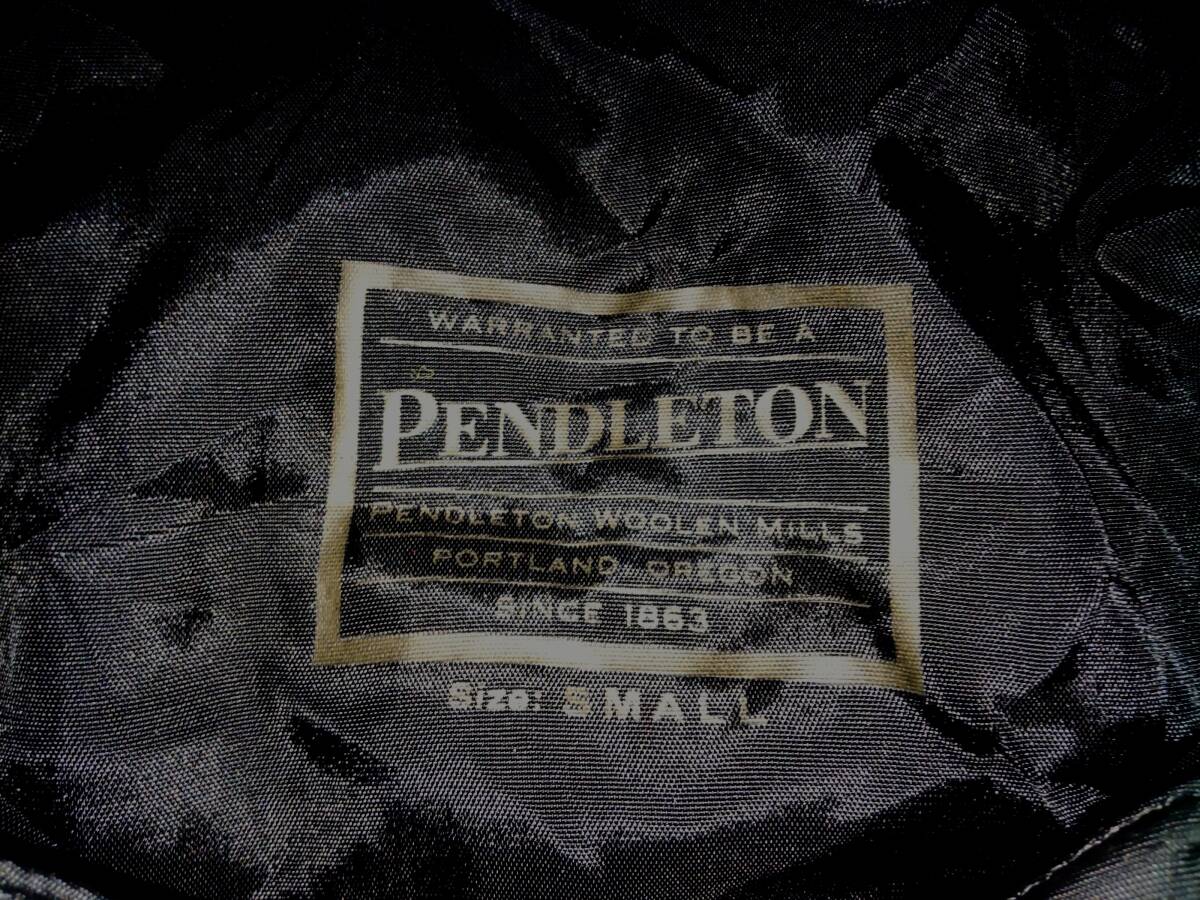 WARRANTED TO BE A
PENDLETON
PENDLETON WOOLEN MILLS
PORTLAND, OREGON
SINCE 1863
Size: SMALL